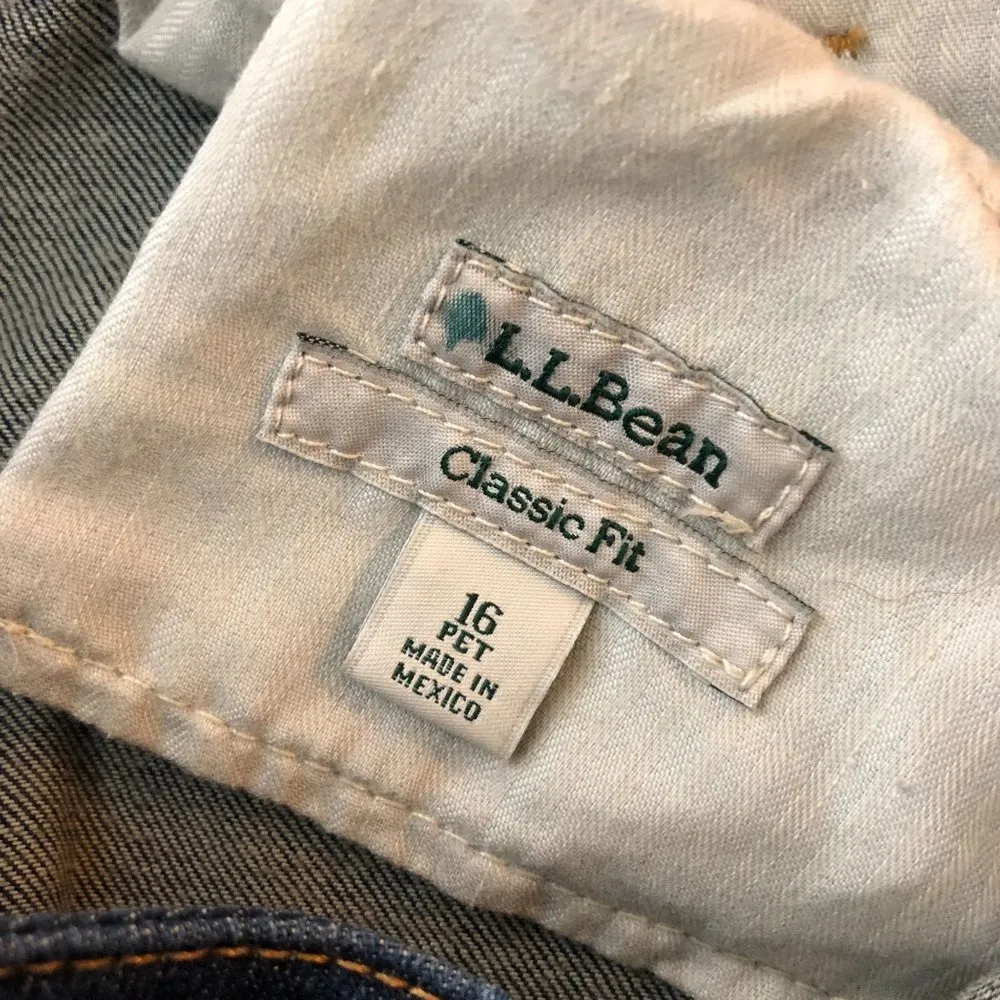 L.L.Bean
Classic Fit
16
PET
MADE IN
MEXICO